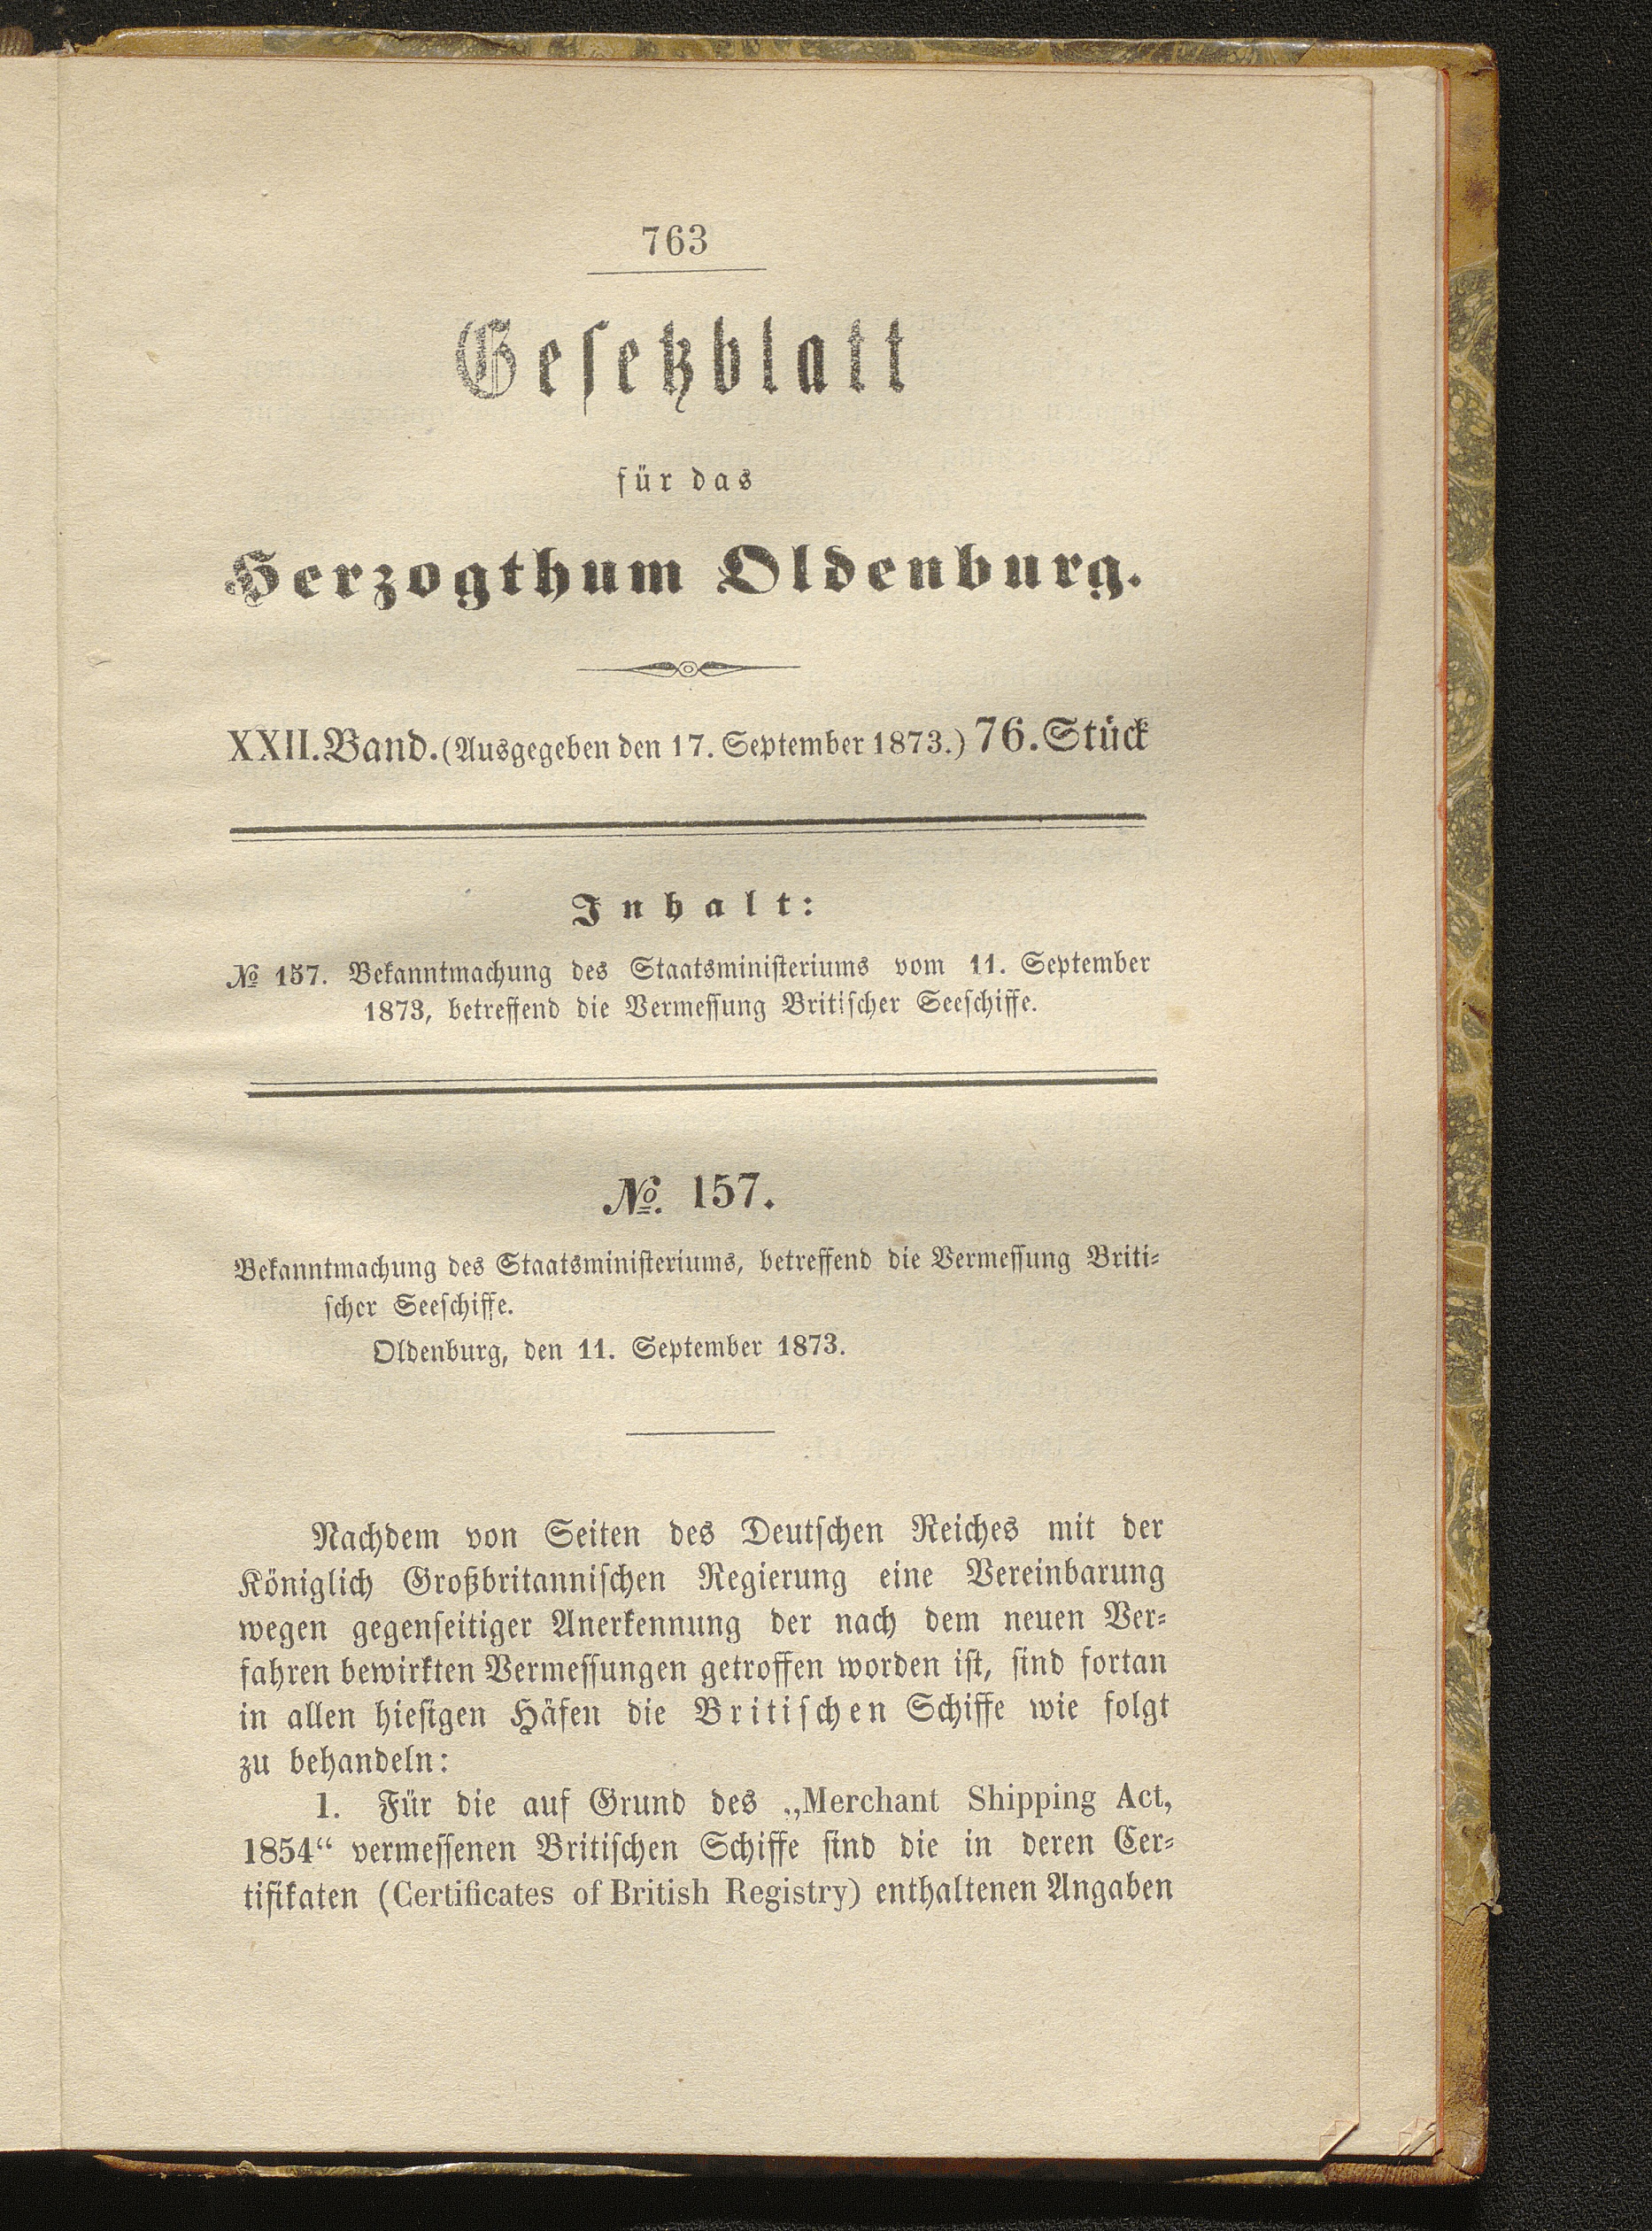 763
Gesetzblatt
für das
Herzogthum Oldenburg.
XXII. Band. (Ausgegeben den 17. September 1873.) 76. Stück
Inhalt:
№ 157. Bekanntmachung des Staatsministeriums vom 11. September
1873, betreffend die Vermessung Britischer Seeschiffe.
№. 157.
Bekanntmachung des Staatsministeriums, betreffend die Vermessung Briti-
scher Seeschiffe.
Oldenburg, den 11. September 1873.
Nachdem von Seiten des Deutschen Reiches mit der
Königlich Großbritannischen Regierung eine Vereinbarung
wegen gegenseitiger Anerkennung der nach dem neuen Ver-
fahren bewirkten Vermessungen getroffen worden ist, sind fortan
in allen hiesigen Häfen die Britischen Schiffe wie folgt
zu behandeln:
1. Für die auf Grund des „Merchant Shipping Act,
1854“ vermessenen Britischen Schiffe sind die in deren Cer-
tifikaten (Certificates of British Registry) enthaltenen Angaben